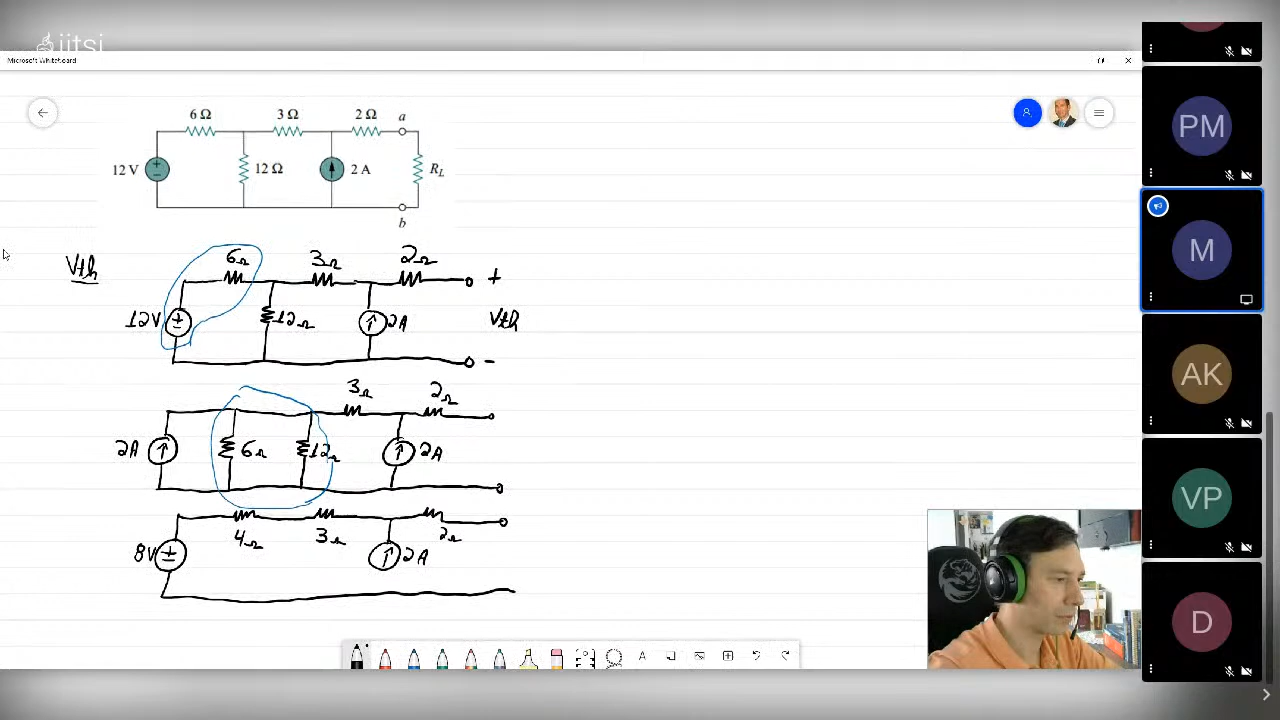 jitsi
Microsoft Whiteboard
6 Ω 3 Ω 2 Ω a
12 V + − 12 Ω 2 A R_L
b
Vth
6Ω 3Ω 2Ω +
12V ± 12Ω 2A Vth
−
3Ω 2Ω
2A 6Ω 12Ω 2A
8V ± 4Ω 3Ω 2A 2Ω
A
PM
M
AK
VP
D